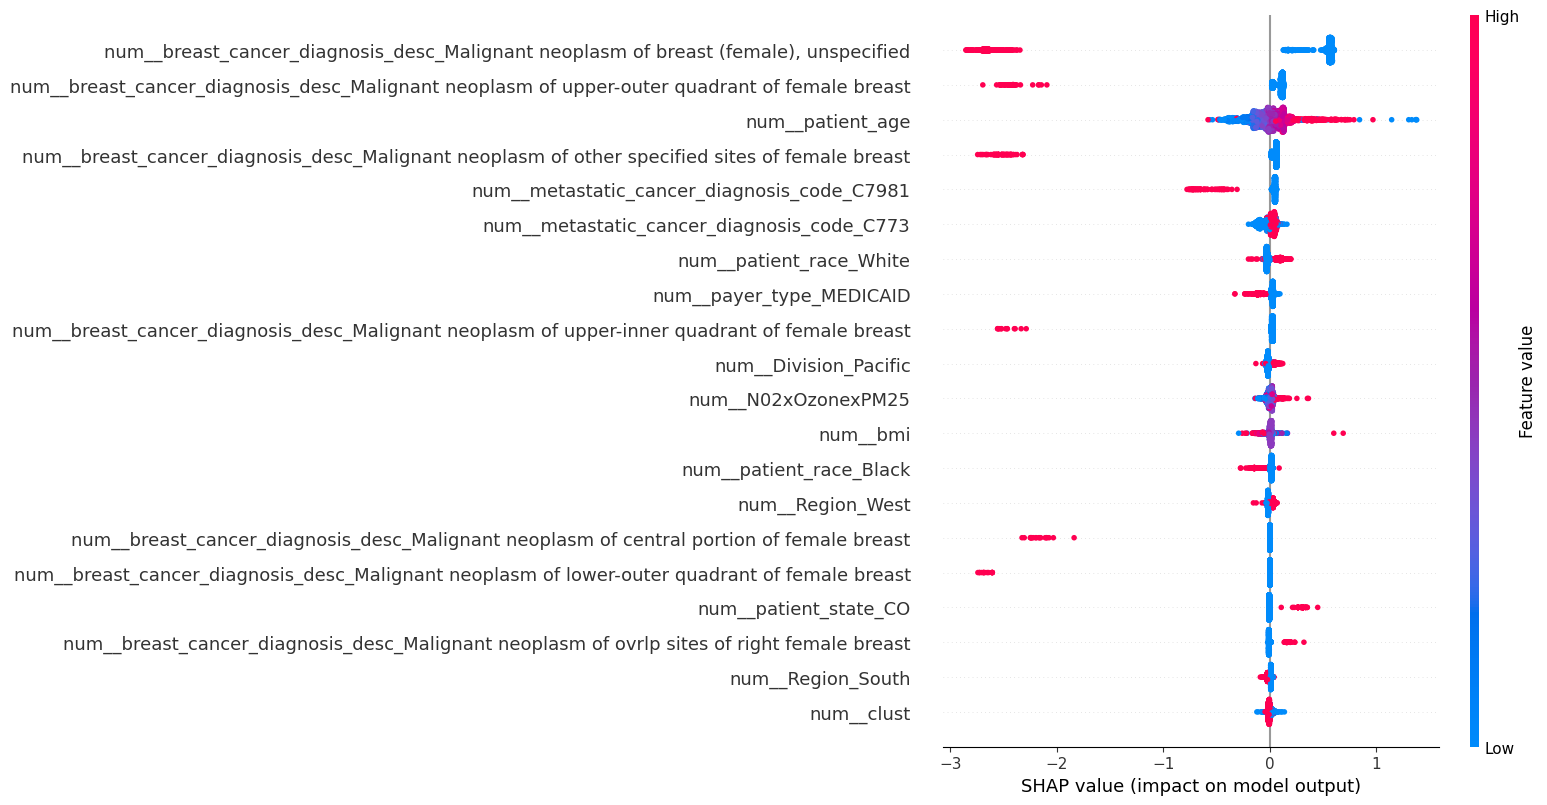 High
num__breast_cancer_diagnosis_desc_Malignant neoplasm of breast (female), unspecified
num__breast_cancer_diagnosis_desc_Malignant neoplasm of upper-outer quadrant of female breast
num__patient_age
num__breast_cancer_diagnosis_desc_Malignant neoplasm of other specified sites of female breast
num__metastatic_cancer_diagnosis_code_C7981
num__metastatic_cancer_diagnosis_code_C773
num__patient_race_White
num__payer_type_MEDICAID
num__breast_cancer_diagnosis_desc_Malignant neoplasm of upper-inner quadrant of female breast
num__Division_Pacific
num__N02xOzonexPM25
num__bmi
num__patient_race_Black
num__Region_West
num__breast_cancer_diagnosis_desc_Malignant neoplasm of central portion of female breast
num__breast_cancer_diagnosis_desc_Malignant neoplasm of lower-outer quadrant of female breast
num__patient_state_CO
num__breast_cancer_diagnosis_desc_Malignant neoplasm of ovrlp sites of right female breast
num__Region_South
num__clust
Feature value
Low
−3 −2 −1 0 1
SHAP value (impact on model output)